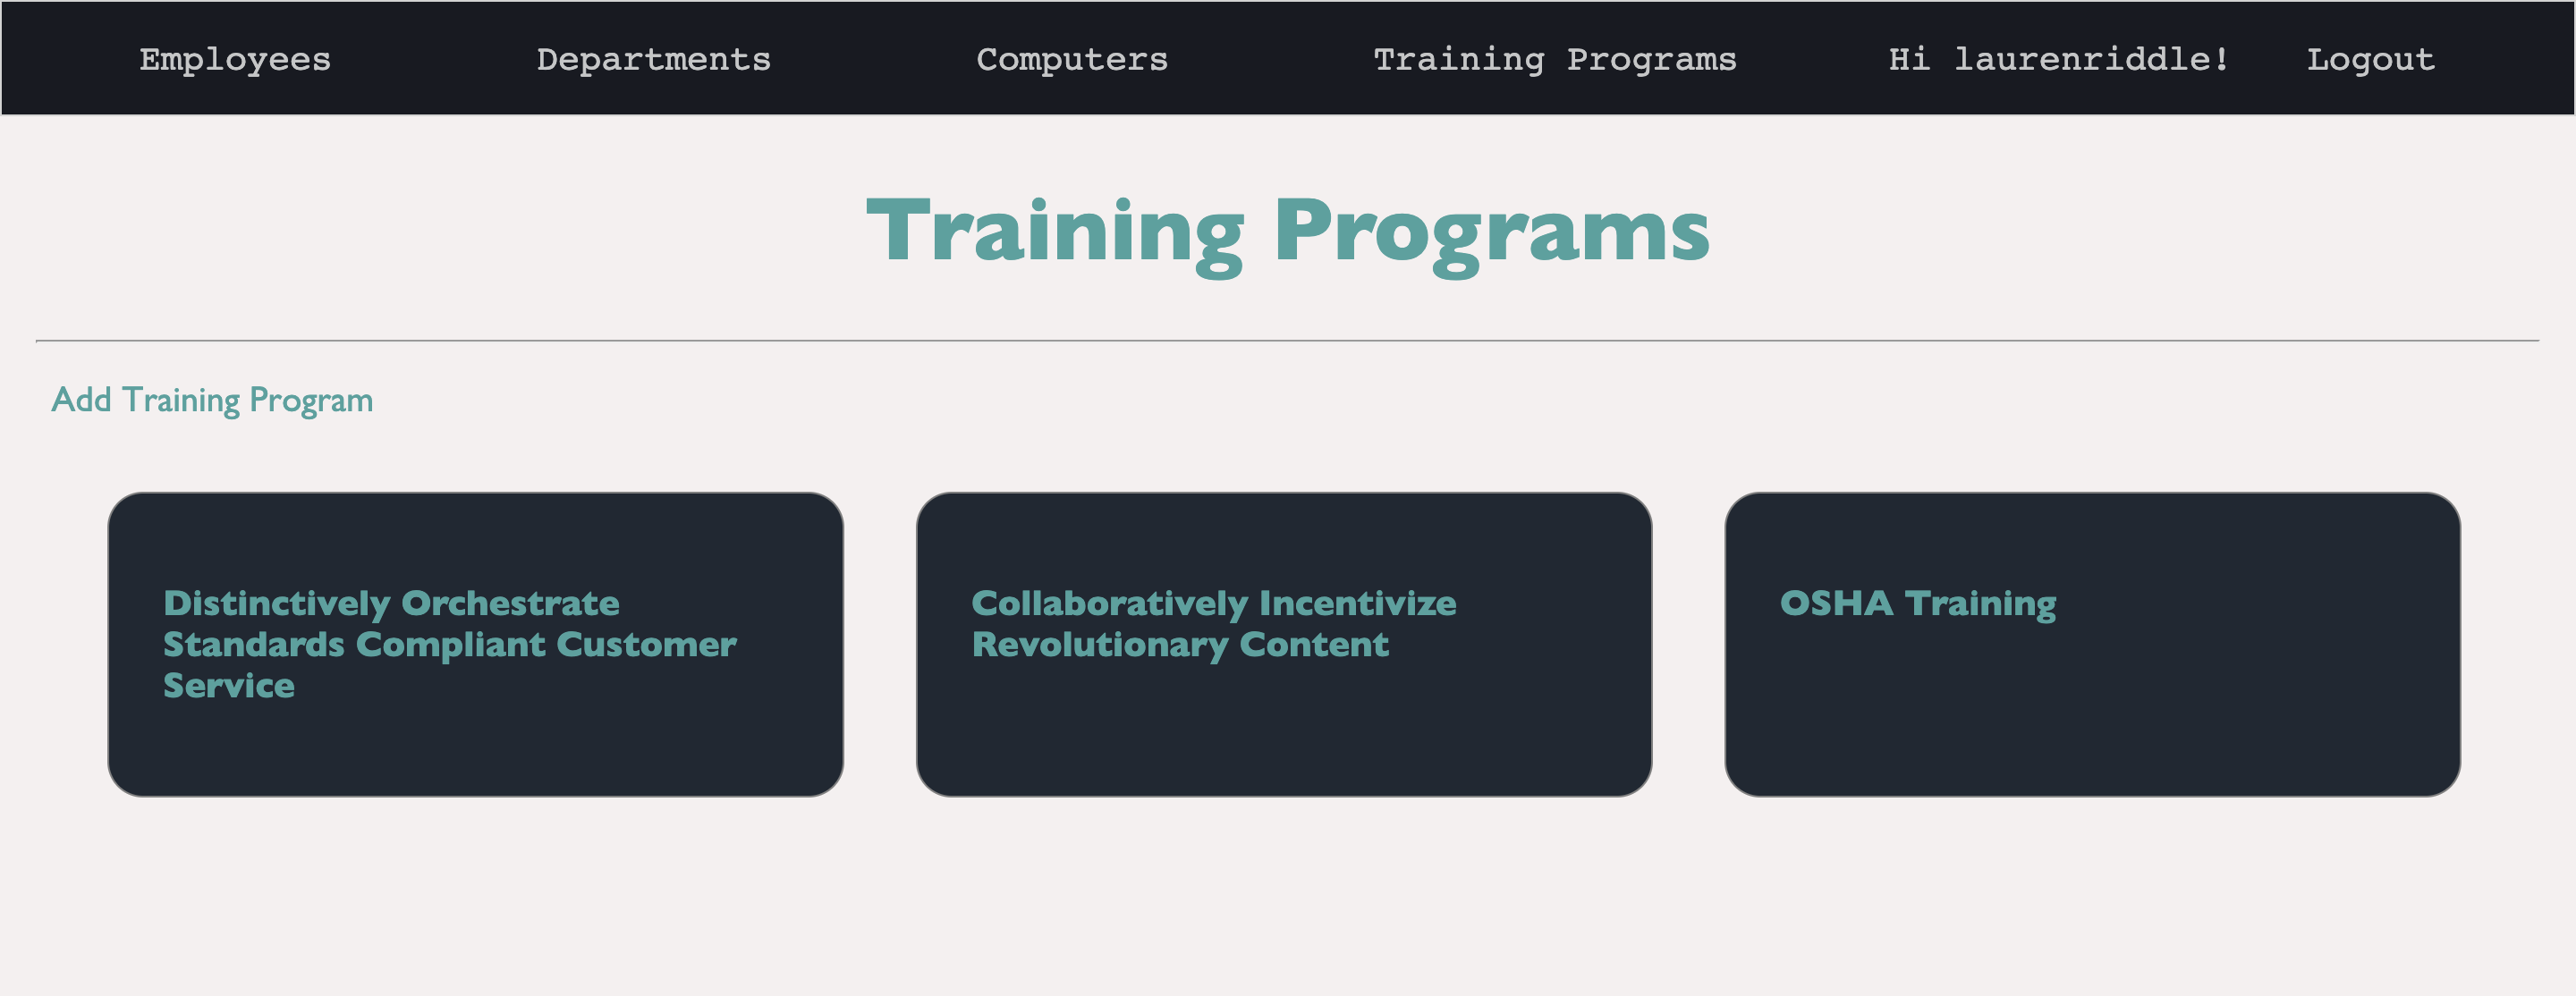 Employees Departments Computers Training Programs Hi laurenriddle! Logout
Training Programs
Add Training Program
Distinctively Orchestrate
Standards Compliant Customer
Service
Collaboratively Incentivize
Revolutionary Content
OSHA Training